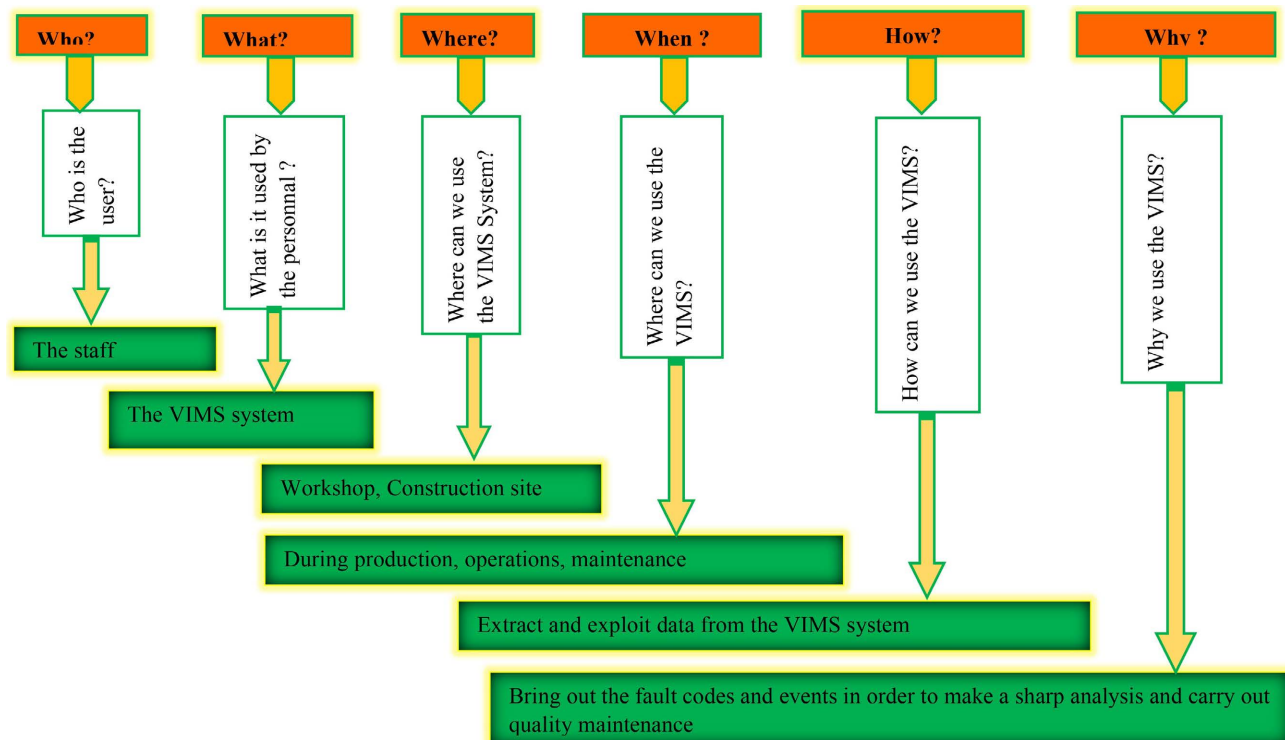 Who?
What?
Where?
When ?
How?
Why ?
Who is the
user?
What is it used by
the personnal ?
Where can we use
the VIMS System?
Where can we use the
VIMS?
How can we use the VIMS?
Why we use the VIMS?
The staff
The VIMS system
Workshop, Construction site
During production, operations, maintenance
Extract and exploit data from the VIMS system
Bring out the fault codes and events in order to make a sharp analysis and carry out
quality maintenance